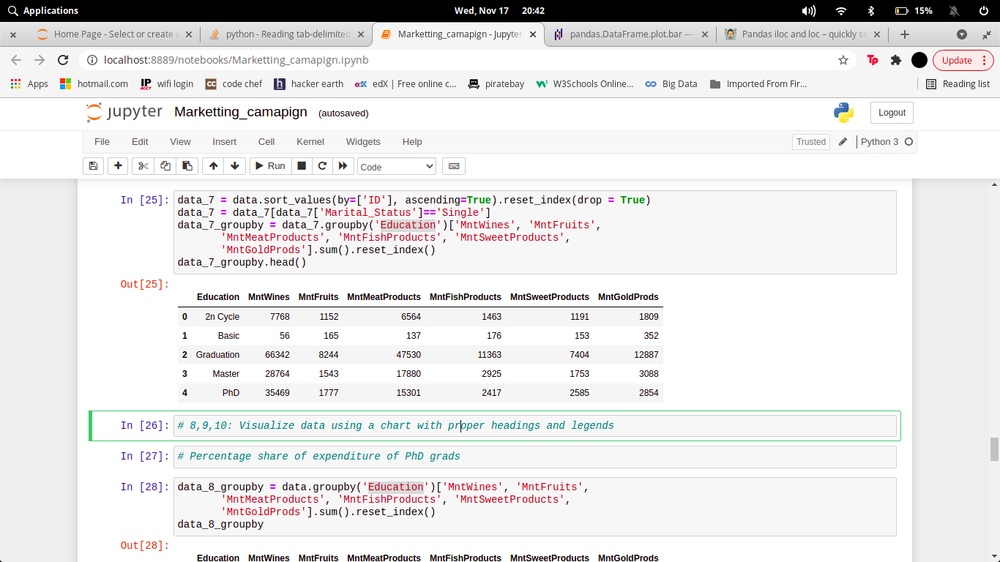 Applications
Wed, Nov 17 20:42
15%
Home Page - Select or create a
python - Reading tab-delimited
Marketting_camapign - Jupyter
pandas.DataFrame.plot.bar —
Pandas iloc and loc – quickly se
localhost:8889/notebooks/Marketting_camapign.ipynb
Tp
Update
Apps
hotmail.com
IP ACCT wifi login
CC code chef
h hacker earth
edX edX | Free online c...
piratebay
W3Schools Online...
Big Data
Imported From Fir...
Reading list
jupyter Marketting_camapign (autosaved)
Logout
File Edit View Insert Cell Kernel Widgets Help
Trusted
Python 3
Run
Code
In [25]:
data_7 = data.sort_values(by=['ID'], ascending=True).reset_index(drop = True)
data_7 = data_7[data_7['Marital_Status']=='Single']
data_7_groupby = data_7.groupby('Education')['MntWines', 'MntFruits',
'MntMeatProducts', 'MntFishProducts', 'MntSweetProducts',
'MntGoldProds'].sum().reset_index()
data_7_groupby.head()
Out[25]:
Education MntWines MntFruits MntMeatProducts MntFishProducts MntSweetProducts MntGoldProds
0 2n Cycle 7768 1152 6564 1463 1191 1809
1 Basic 56 165 137 176 153 352
2 Graduation 66342 8244 47530 11363 7404 12887
3 Master 28764 1543 17880 2925 1753 3088
4 PhD 35469 1777 15301 2417 2585 2854
In [26]: # 8,9,10: Visualize data using a chart with proper headings and legends
In [27]: # Percentage share of expenditure of PhD grads
In [28]: data_8_groupby = data.groupby('Education')['MntWines', 'MntFruits',
'MntMeatProducts', 'MntFishProducts', 'MntSweetProducts',
'MntGoldProds'].sum().reset_index()
data_8_groupby
Out[28]:
Education MntWines MntFruits MntMeatProducts MntFishProducts MntSweetProducts MntGoldProds